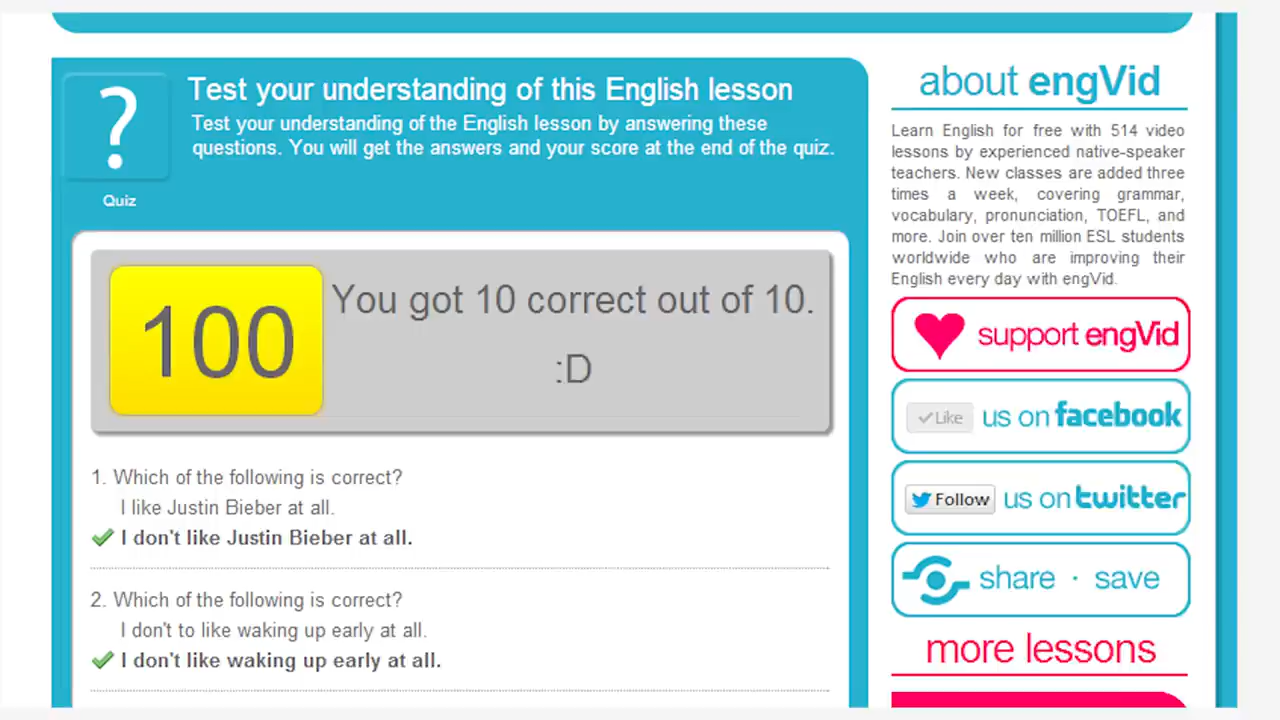 ?
Quiz
Test your understanding of this English lesson
Test your understanding of the English lesson by answering these
questions. You will get the answers and your score at the end of the quiz.
100
You got 10 correct out of 10.
:D
1. Which of the following is correct?
I like Justin Bieber at all.
I don't like Justin Bieber at all.
2. Which of the following is correct?
I don't to like waking up early at all.
I don't like waking up early at all.
about engVid
Learn English for free with 514 video
lessons by experienced native-speaker
teachers. New classes are added three
times a week, covering grammar,
vocabulary, pronunciation, TOEFL, and
more. Join over ten million ESL students
worldwide who are improving their
English every day with engVid.
support engVid
Like us on facebook
Follow us on twitter
share · save
more lessons